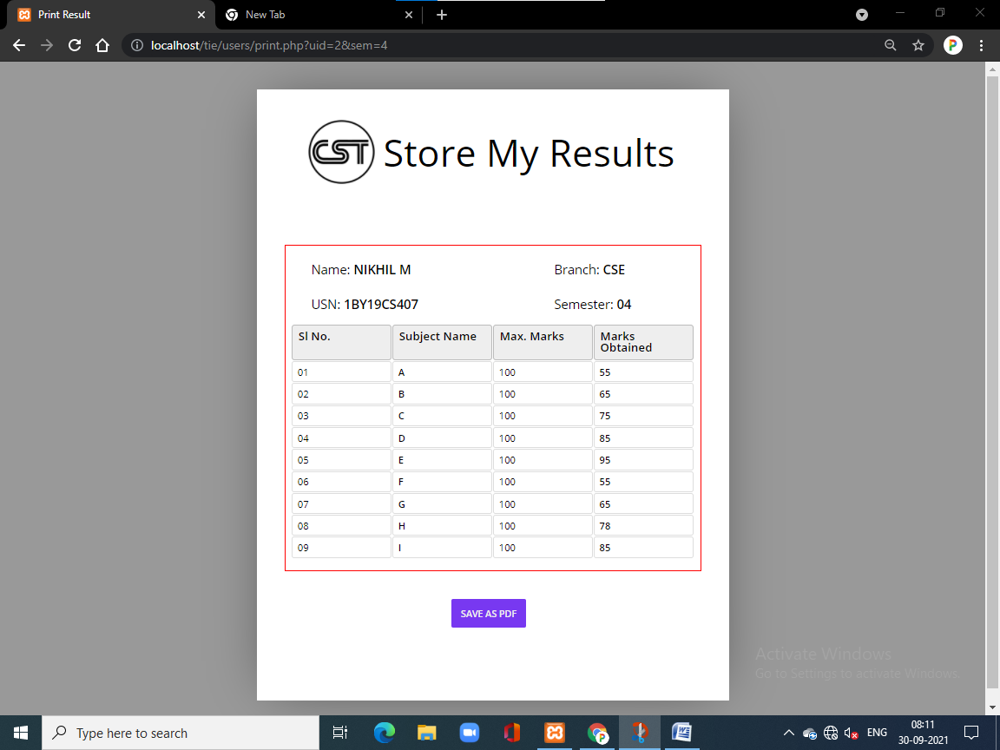 Print Result
New Tab
localhost/tie/users/print.php?uid=2&sem=4
P
CST Store My Results
Name: NIKHIL M Branch: CSE
USN: 1BY19CS407 Semester: 04
Sl No. Subject Name Max. Marks Marks Obtained
01 A 100 55
02 B 100 65
03 C 100 75
04 D 100 85
05 E 100 95
06 F 100 55
07 G 100 65
08 H 100 78
09 I 100 85
SAVE AS PDF
Activate Windows
Go to Settings to activate Windows.
Type here to search
ENG
08:11
30-09-2021